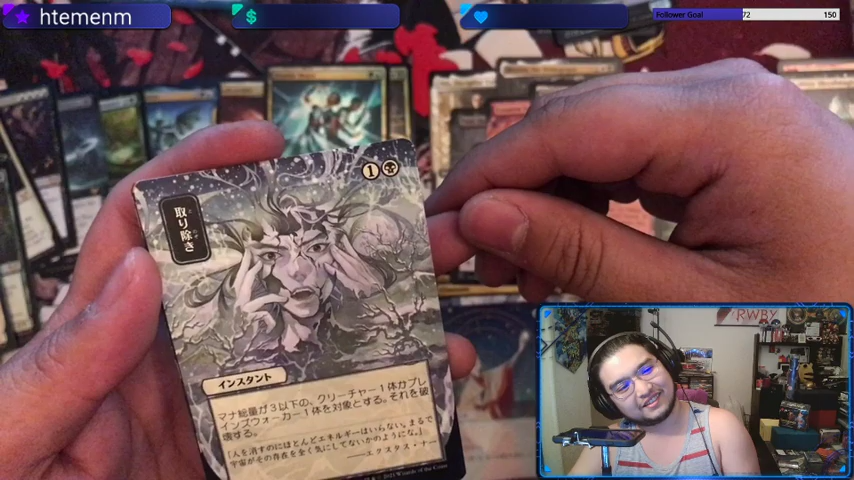 htemenm
Follower Goal
72
150
1
取り除き
インスタント
マナ総量が3以下の、クリーチャー1体かプレ
インズウォーカー1体を対象とする。それを破
壊する。
「人を消すのにほとんどエネルギーはいらない。まるで
宇宙がその存在を全く気にしてないかのようにな。」
――エクスタス・ナー
RWBY